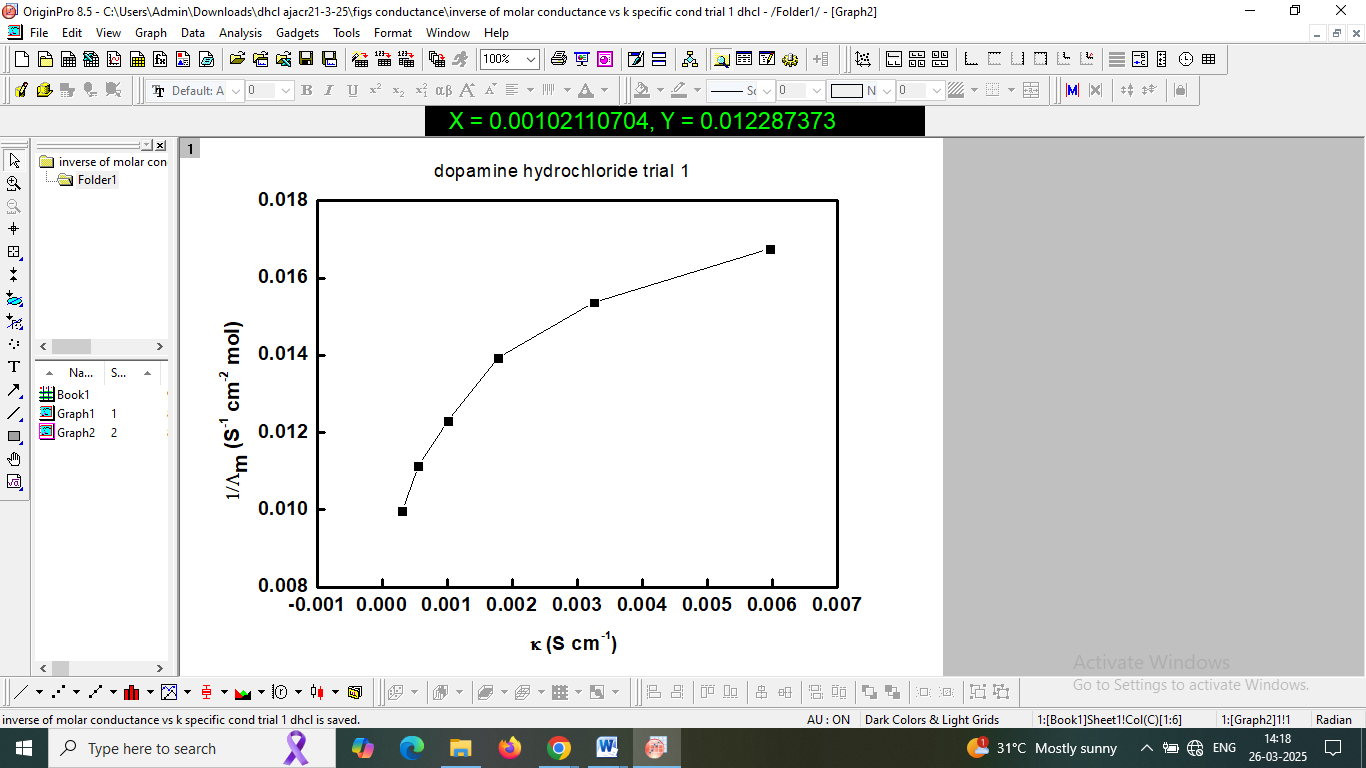 OriginPro 8.5 - C:\Users\Admin\Downloads\dhcl ajacr21-3-25\figs conductance\inverse of molar conductance vs k specific cond trial 1 dhcl - /Folder1/ - [Graph2]
File Edit View Graph Data Analysis Gadgets Tools Format Window Help
100%
Default: A 0 B I U x² x₂ αβ A A A 0 N 0
X = 0.00102110704, Y = 0.012287373
inverse of molar con
Folder1
Na... S...
Book1
Graph1 1
Graph2 2
1
dopamine hydrochloride trial 1
0.018
0.016
0.014
0.012
0.010
0.008
1/Λm (S⁻¹ cm⁻² mol)
-0.001 0.000 0.001 0.002 0.003 0.004 0.005 0.006 0.007
κ (S cm⁻¹)
Activate Windows
Go to Settings to activate Windows.
inverse of molar conductance vs k specific cond trial 1 dhcl is saved.
AU : ON Dark Colors & Light Grids 1:[Book1]Sheet1!Col(C)[1:6] 1:[Graph2]1!1 Radian
Type here to search
31°C Mostly sunny ENG 14:18
26-03-2025